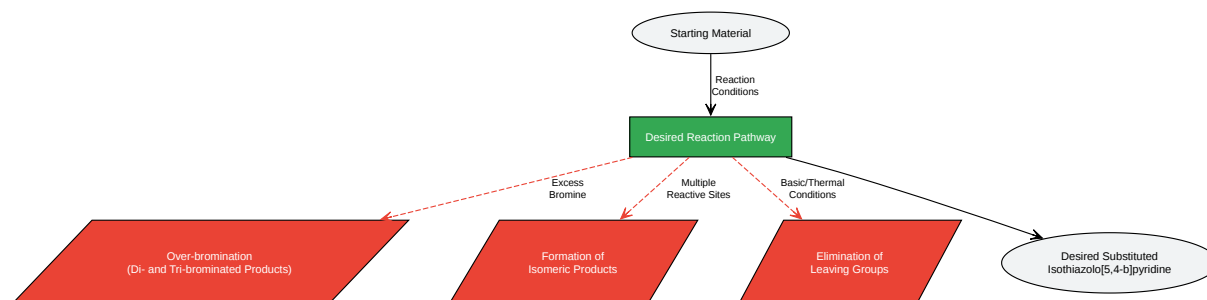 Starting Material
Reaction
Conditions
Desired Reaction Pathway
Excess
Bromine
Multiple
Reactive Sites
Basic/Thermal
Conditions
Over-bromination
(Di- and Tri-brominated Products)
Formation of
Isomeric Products
Elimination of
Leaving Groups
Desired Substituted
Isothiazolo[5,4-b]pyridine